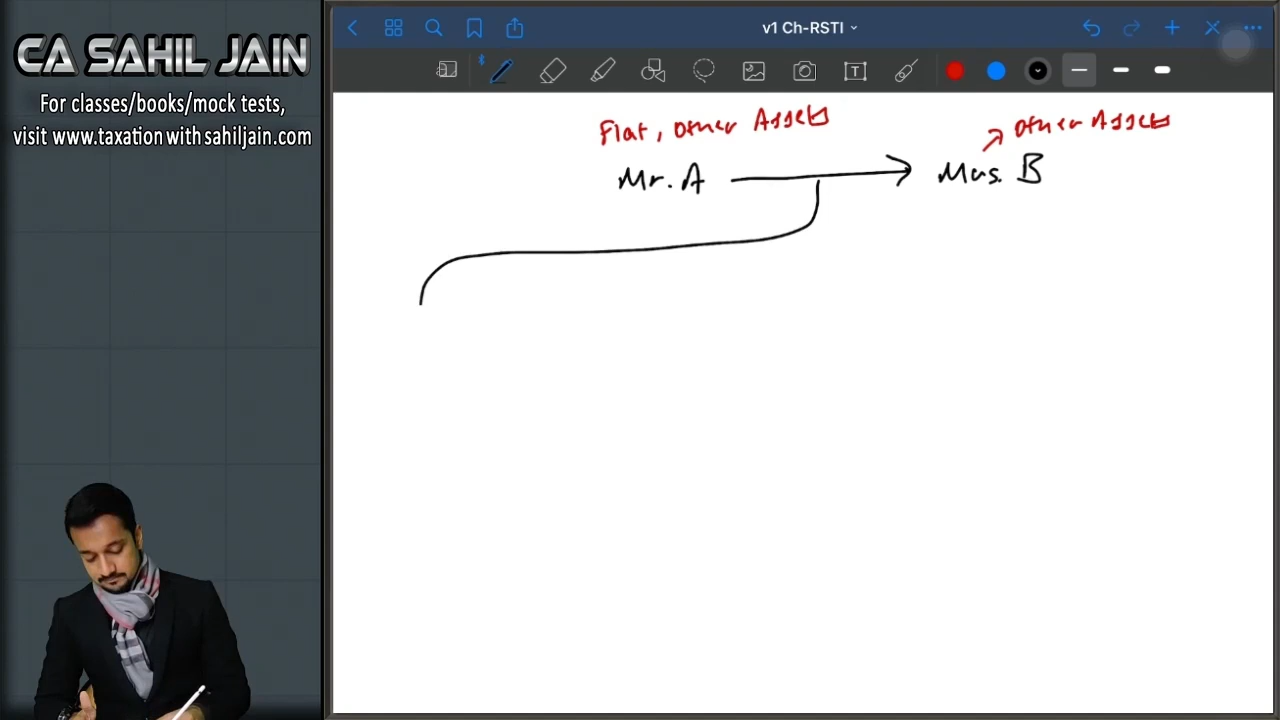 CA SAHIL JAIN
For classes/books/mock tests,
visit www.taxationwithsahiljain.com
v1 Ch-RSTI
T
Flat, Other Assets
Other Assets
Mr. A
Mrs. B